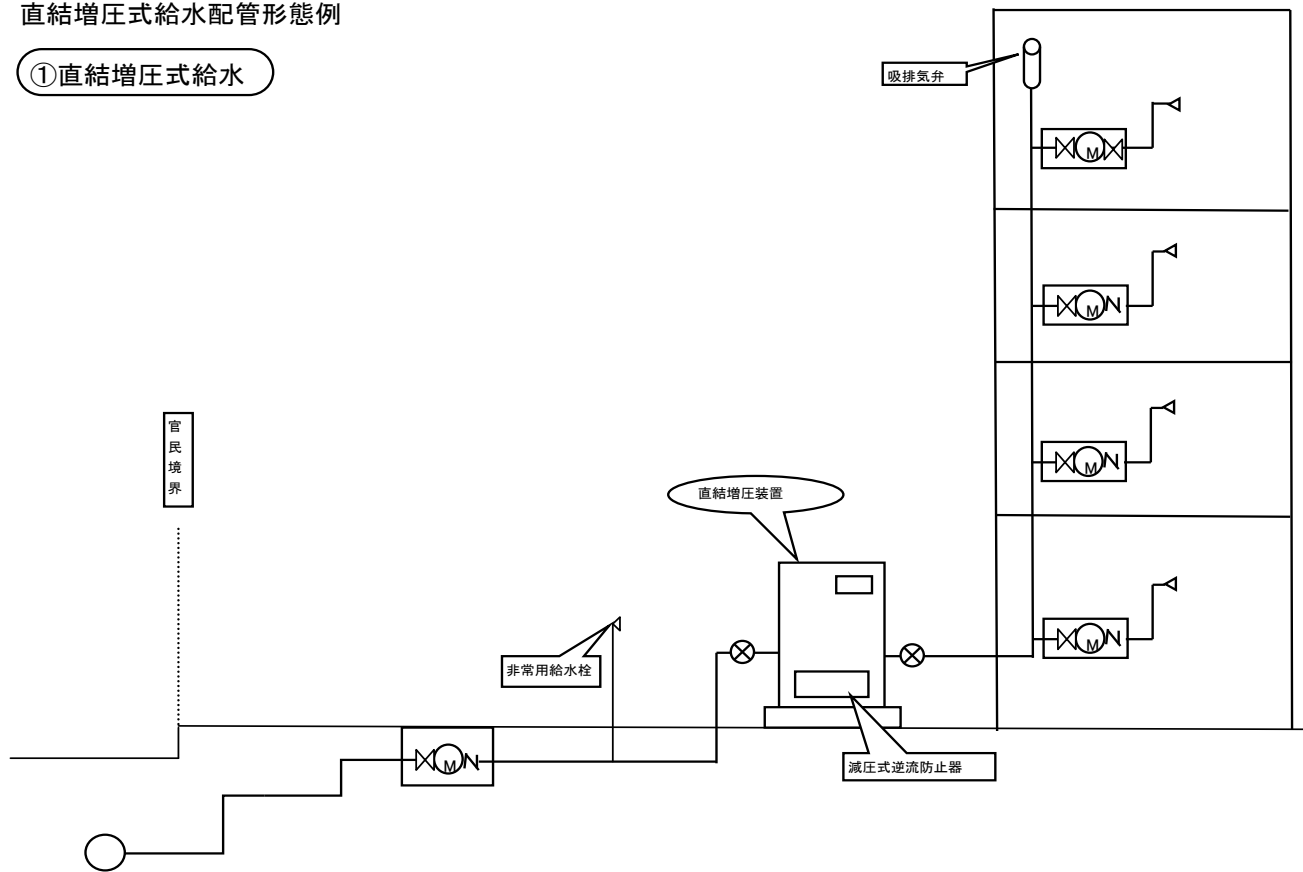 直結増圧式給水配管形態例
①直結増圧式給水
吸排気弁
M
M
官民境界
M
直結増圧装置
非常用給水栓
M
M
減圧式逆流防止器